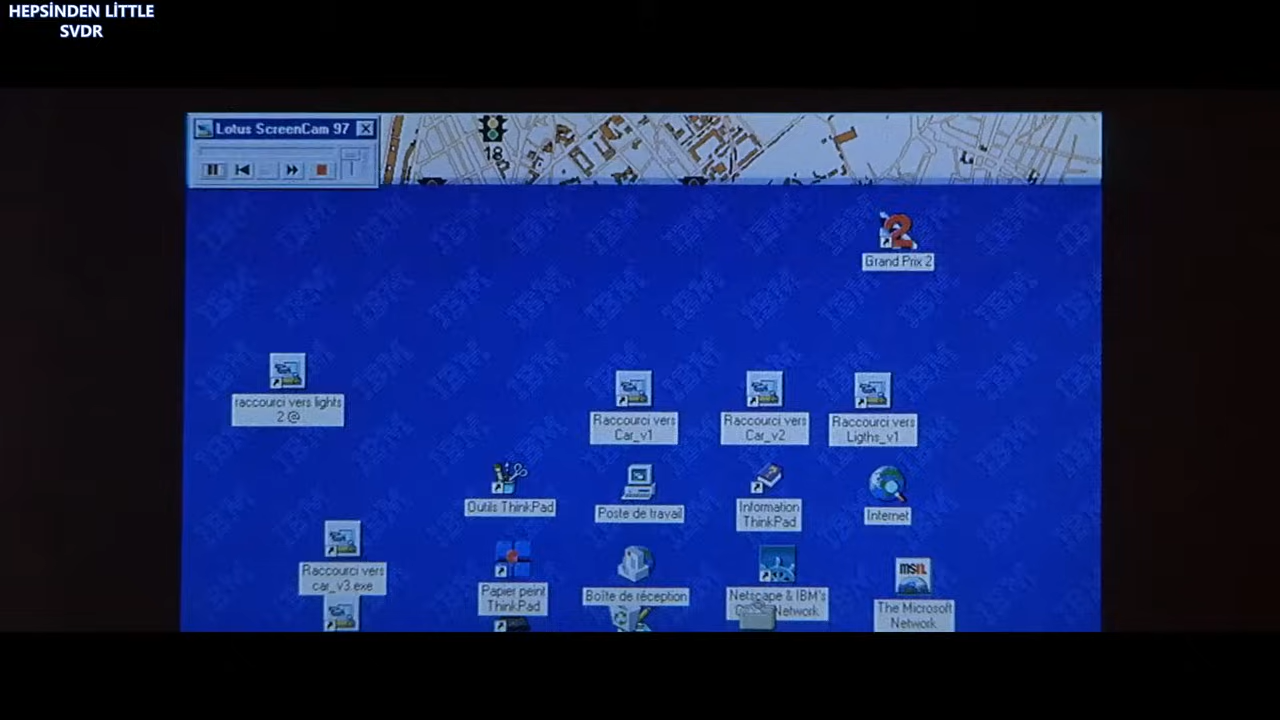 HEPSİNDEN LİTTLE
SVDR
Lotus ScreenCam 97
18
Grand Prix 2
raccourci vers lights
2 @
Raccourci vers
Car_v1
Raccourci vers
Car_v2
Raccourci vers
Ligths_v1
Outils ThinkPad
Poste de travail
Information
ThinkPad
Internet
Raccourci vers
car_v3.exe
Papier peint
ThinkPad
Boîte de réception
Netscape & IBM's
Network
msn
The Microsoft
Network
IBM